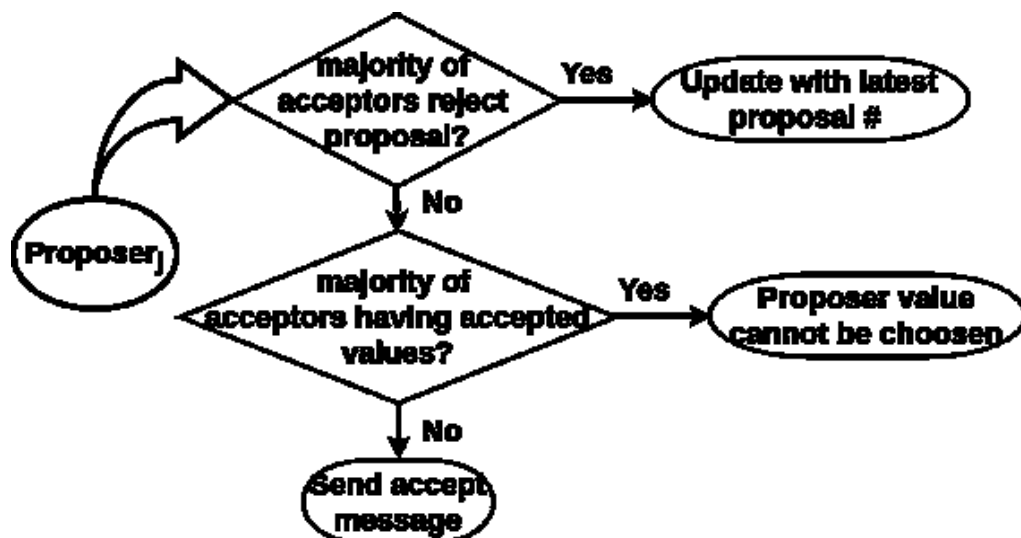 majority of
acceptors reject
proposal?
Yes
Update with latest
proposal #
No
Proposerj
majority of
acceptors having accepted
values?
Yes
Proposer value
cannot be choosen
No
Send accept
message